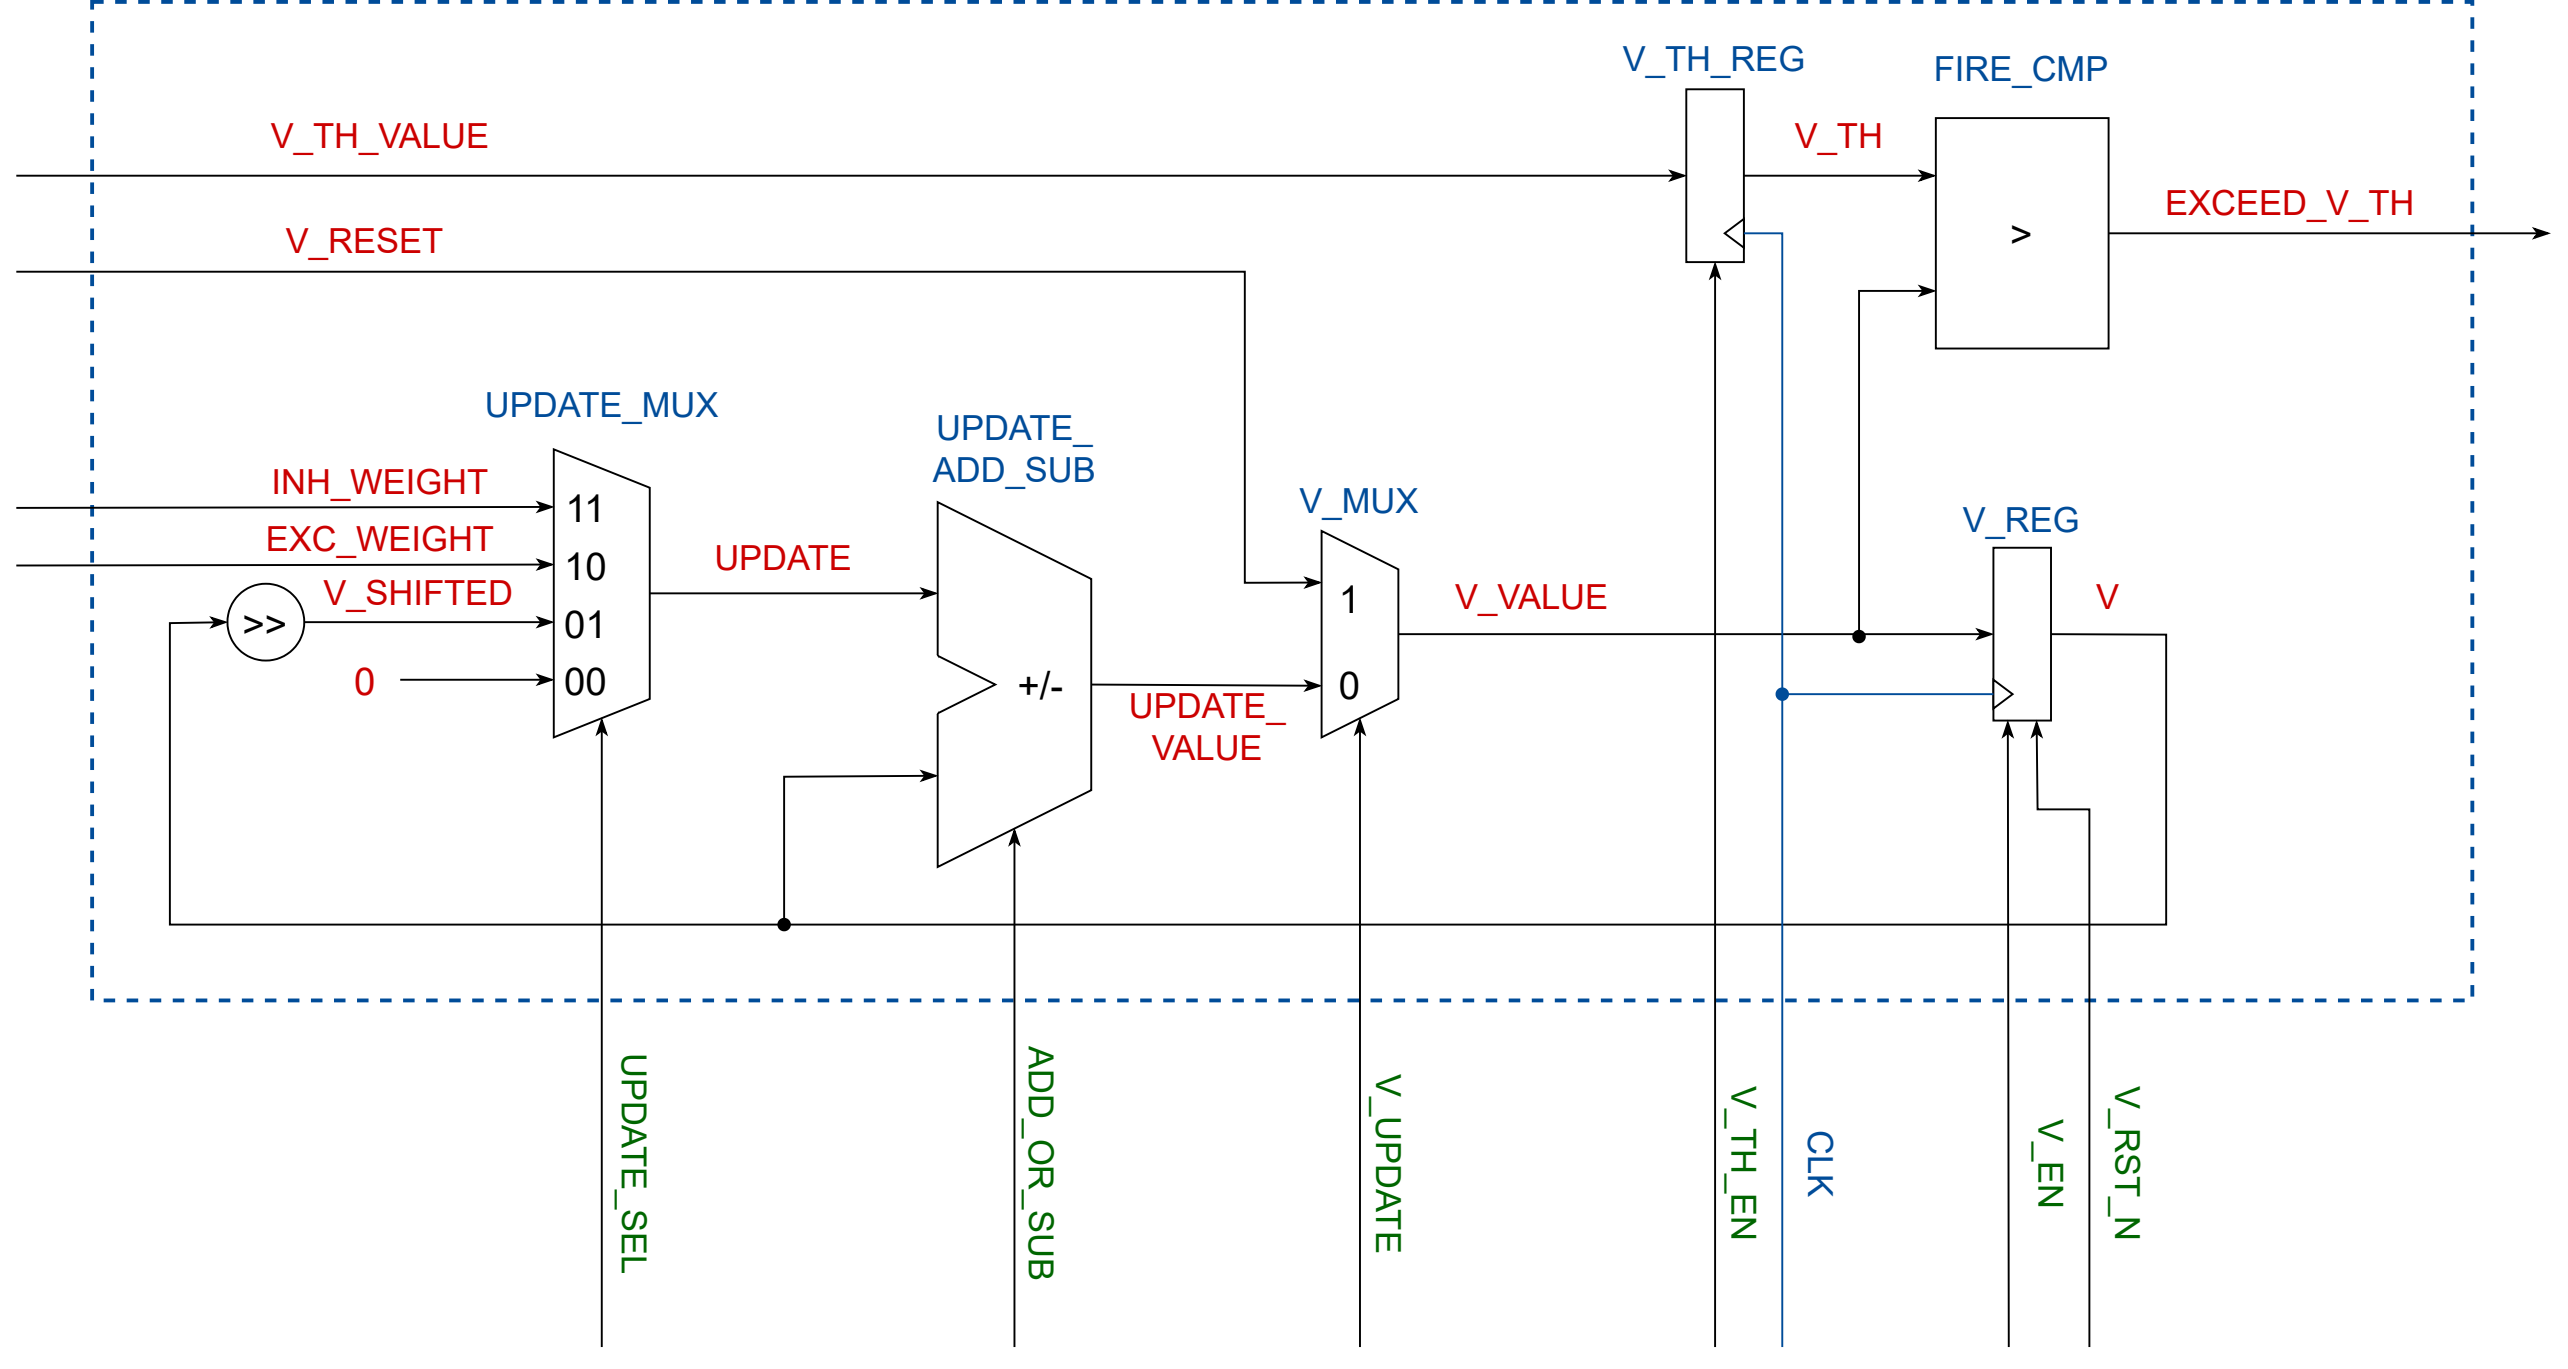 V_TH_REG
FIRE_CMP
V_TH_VALUE
V_TH
EXCEED_V_TH
V_RESET
>
UPDATE_MUX
UPDATE_
ADD_SUB
INH_WEIGHT
11
V_MUX
V_REG
EXC_WEIGHT
10
UPDATE
V_SHIFTED
>>
01
1
V_VALUE
V
0
00
+/-
0
UPDATE_
VALUE
UPDATE_SEL
ADD_OR_SUB
V_UPDATE
V_TH_EN
CLK
V_EN
V_RST_N